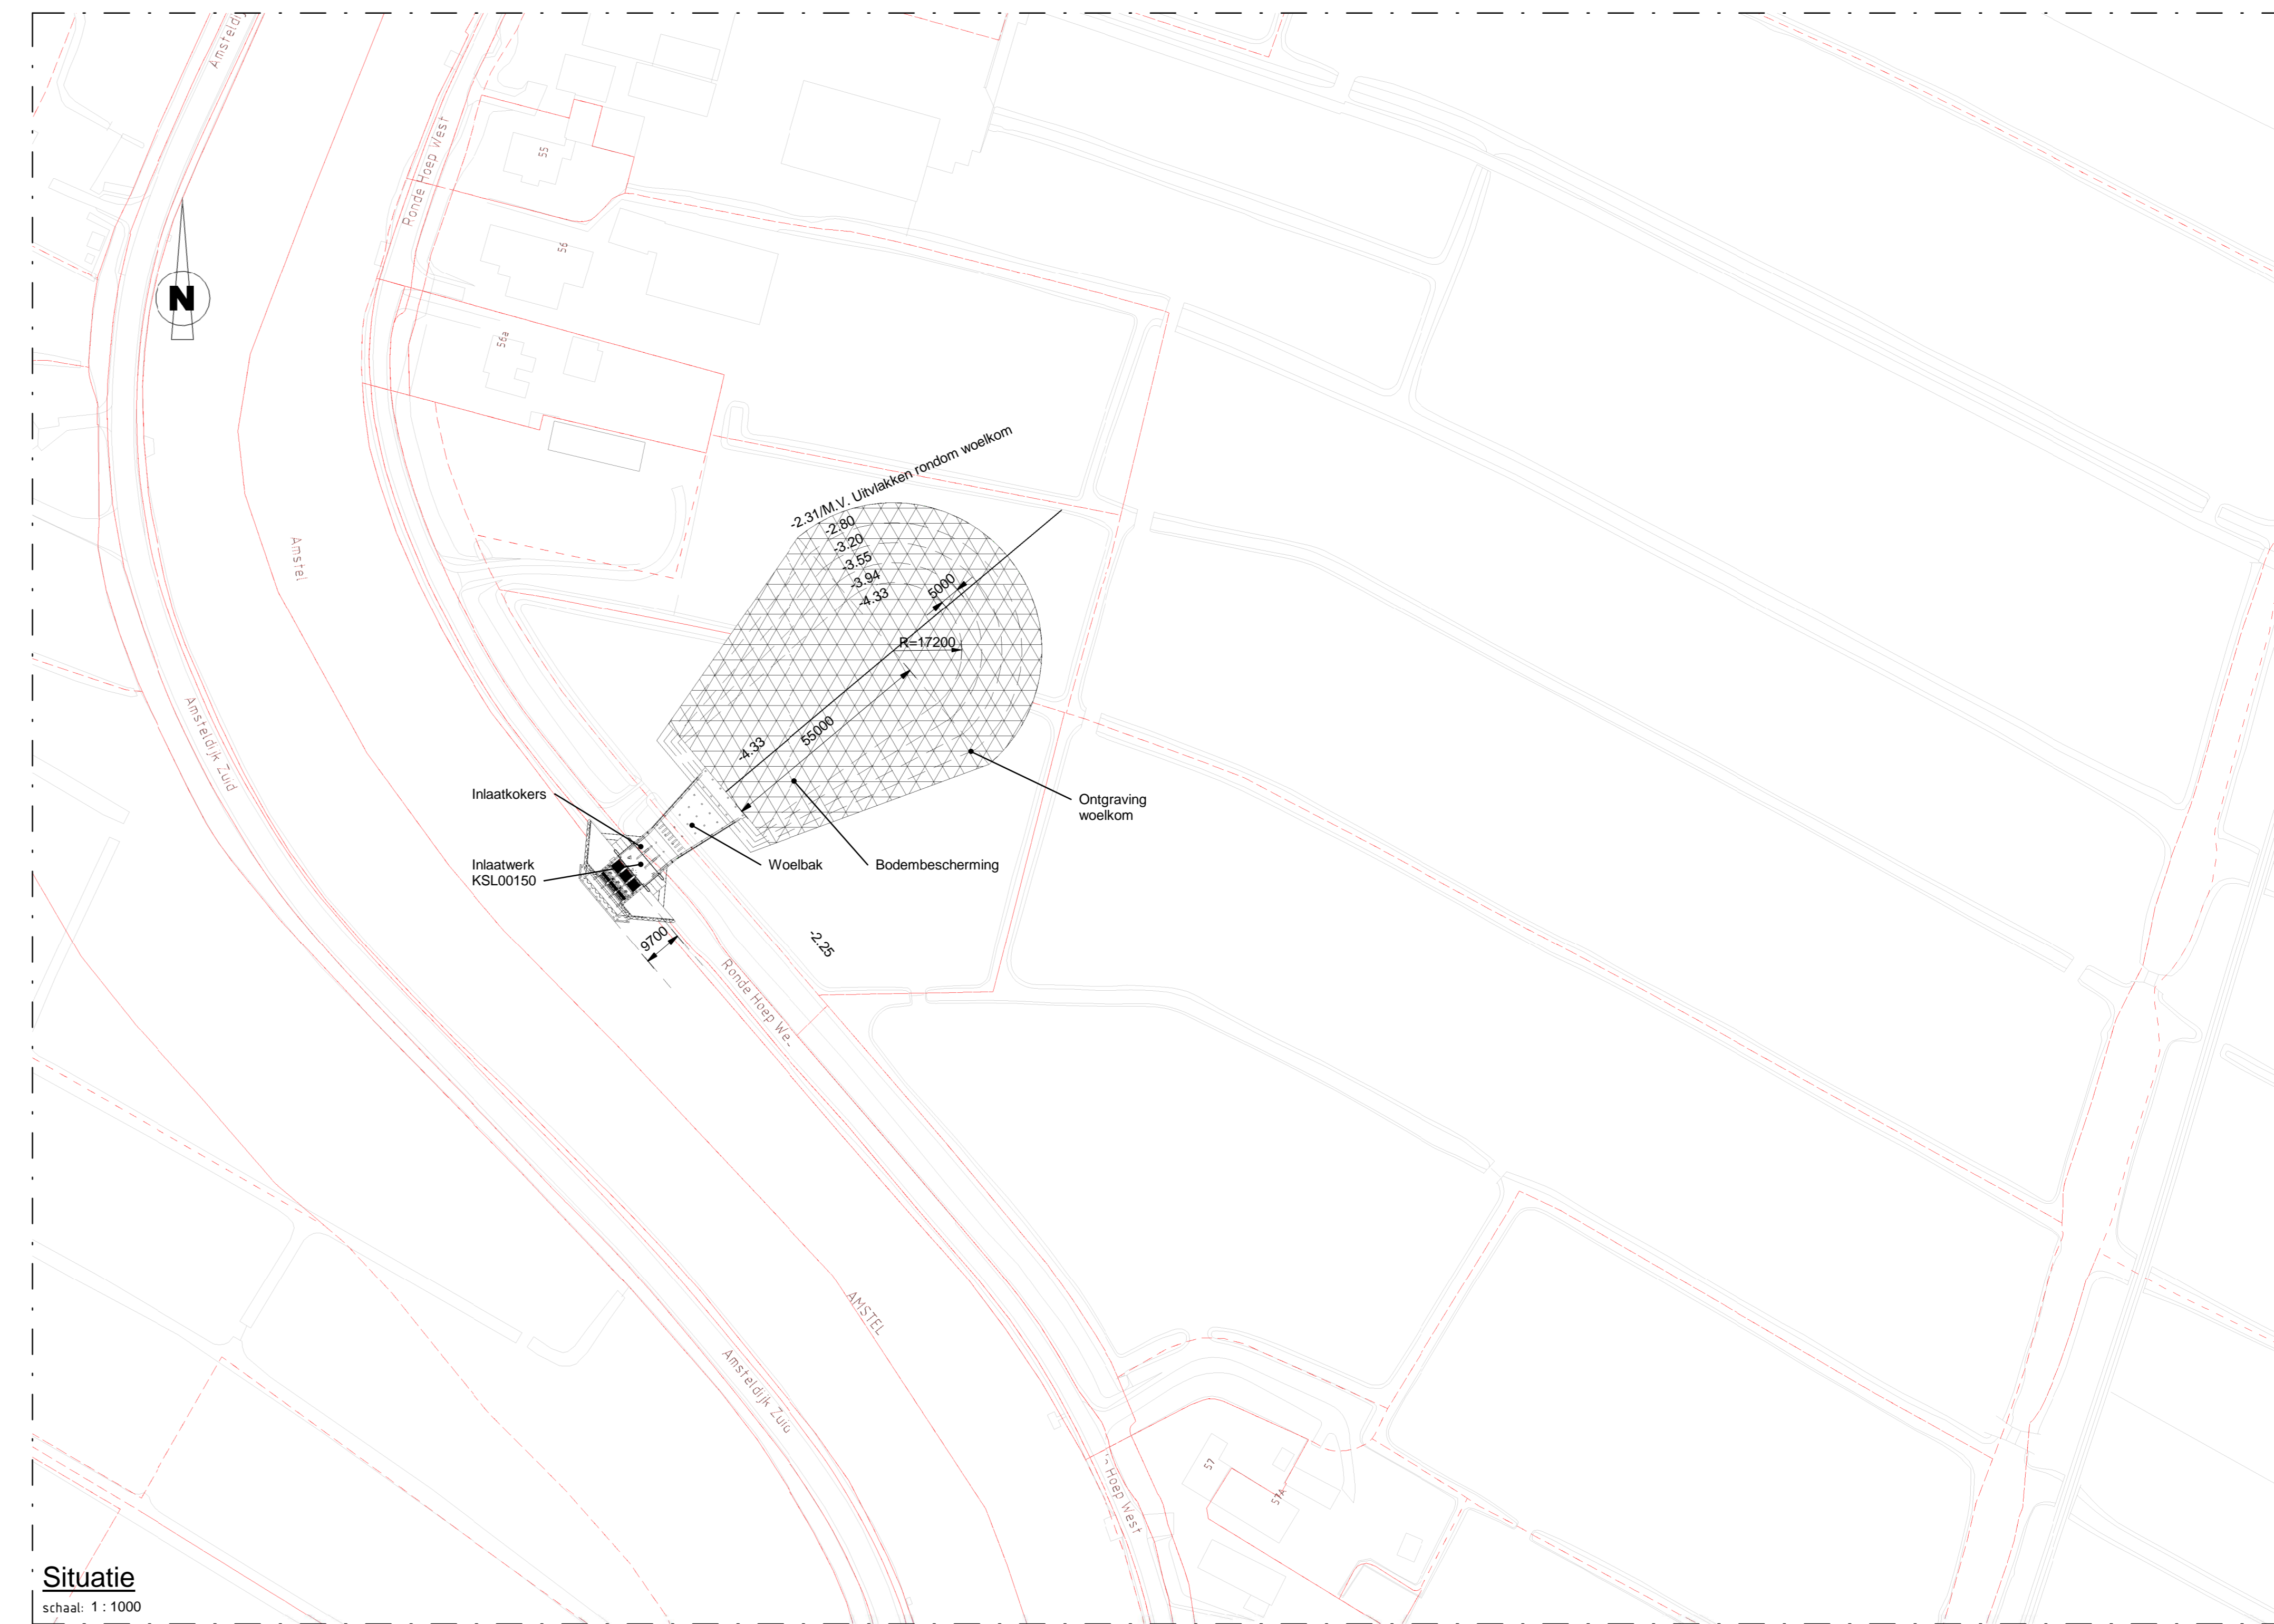 Amsteldij
Ronde Hoep West
55
56
56a
N
Amstel
-2.31/M.V. Uitvlakken rondom woelkom
-2.80
-3.20
-3.55
-3.94
-4.33
5000
R=17200
55000
-4.33
Amsteldijk Zuid
Inlaatkokers
Inlaatwerk
KSL00150
Woelbak
Bodembescherming
Ontgraving
woelkom
9700
-2.25
Ronde Hoep We
AMSTEL
Amsteldijk Zuid
Hoep West
57
57A
Situatie
schaal: 1 : 1000